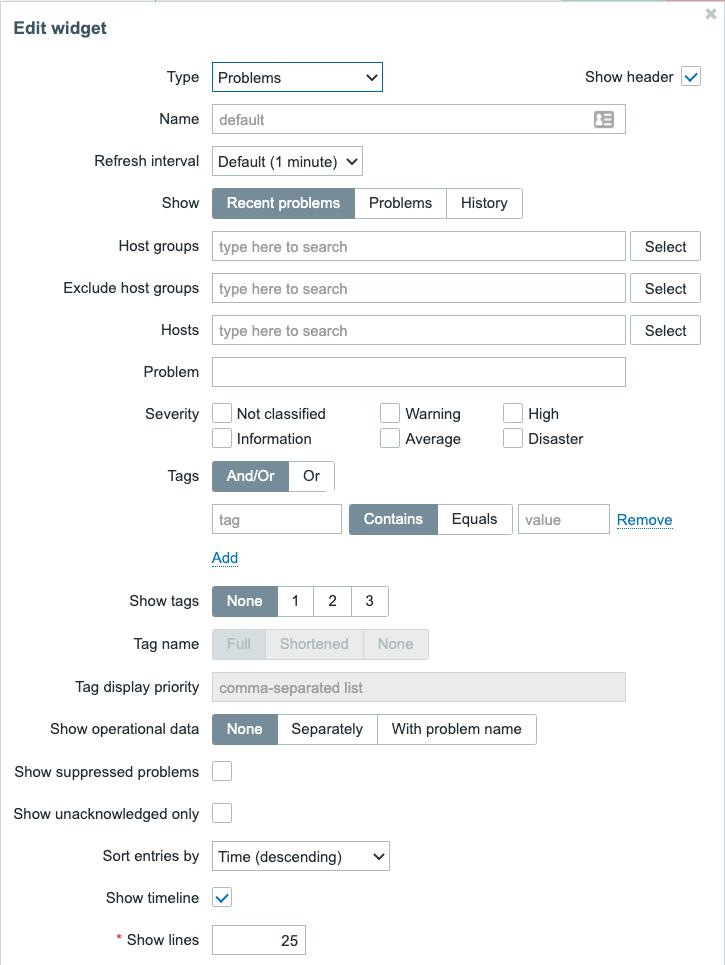 Edit widget
Type Problems Show header
Name default
Refresh interval Default (1 minute)
Show Recent problems Problems History
Host groups type here to search Select
Exclude host groups type here to search Select
Hosts type here to search Select
Problem
Severity Not classified Warning High
Information Average Disaster
Tags And/Or Or
tag Contains Equals value Remove
Add
Show tags None 1 2 3
Tag name Full Shortened None
Tag display priority comma-separated list
Show operational data None Separately With problem name
Show suppressed problems
Show unacknowledged only
Sort entries by Time (descending)
Show timeline
* Show lines 25